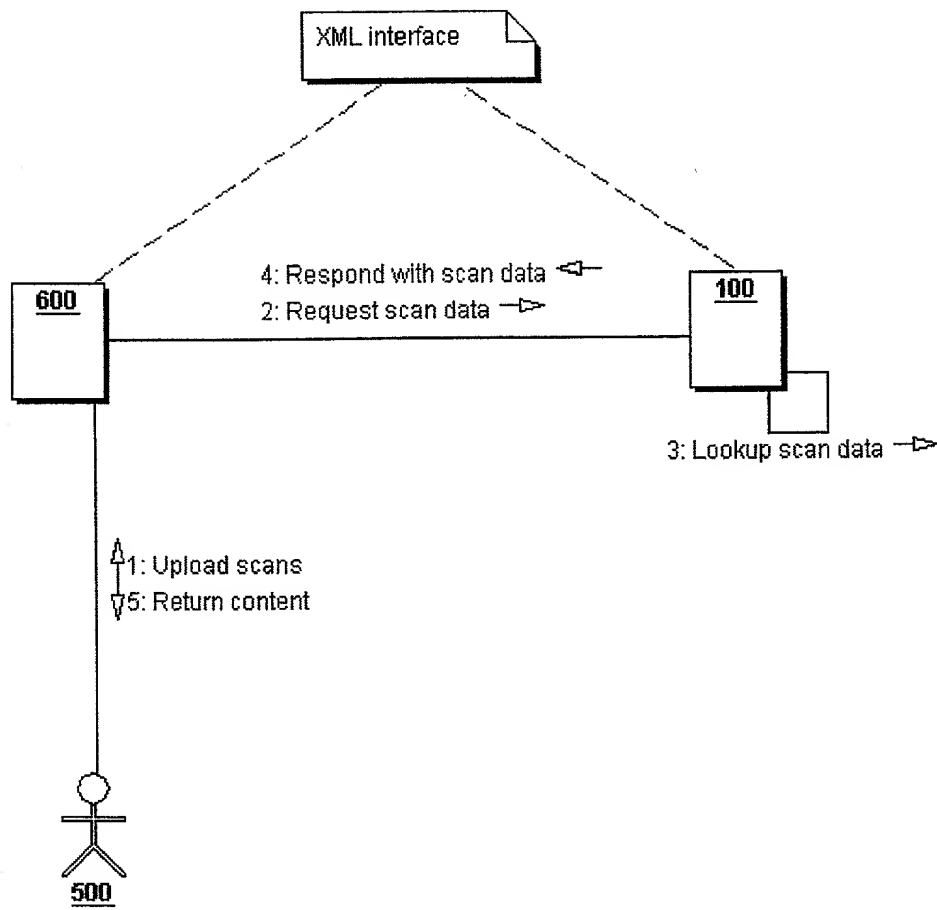 XML interface
4: Respond with scan data
2: Request scan data
600
100
3: Lookup scan data
1: Upload scans
5: Return content
500